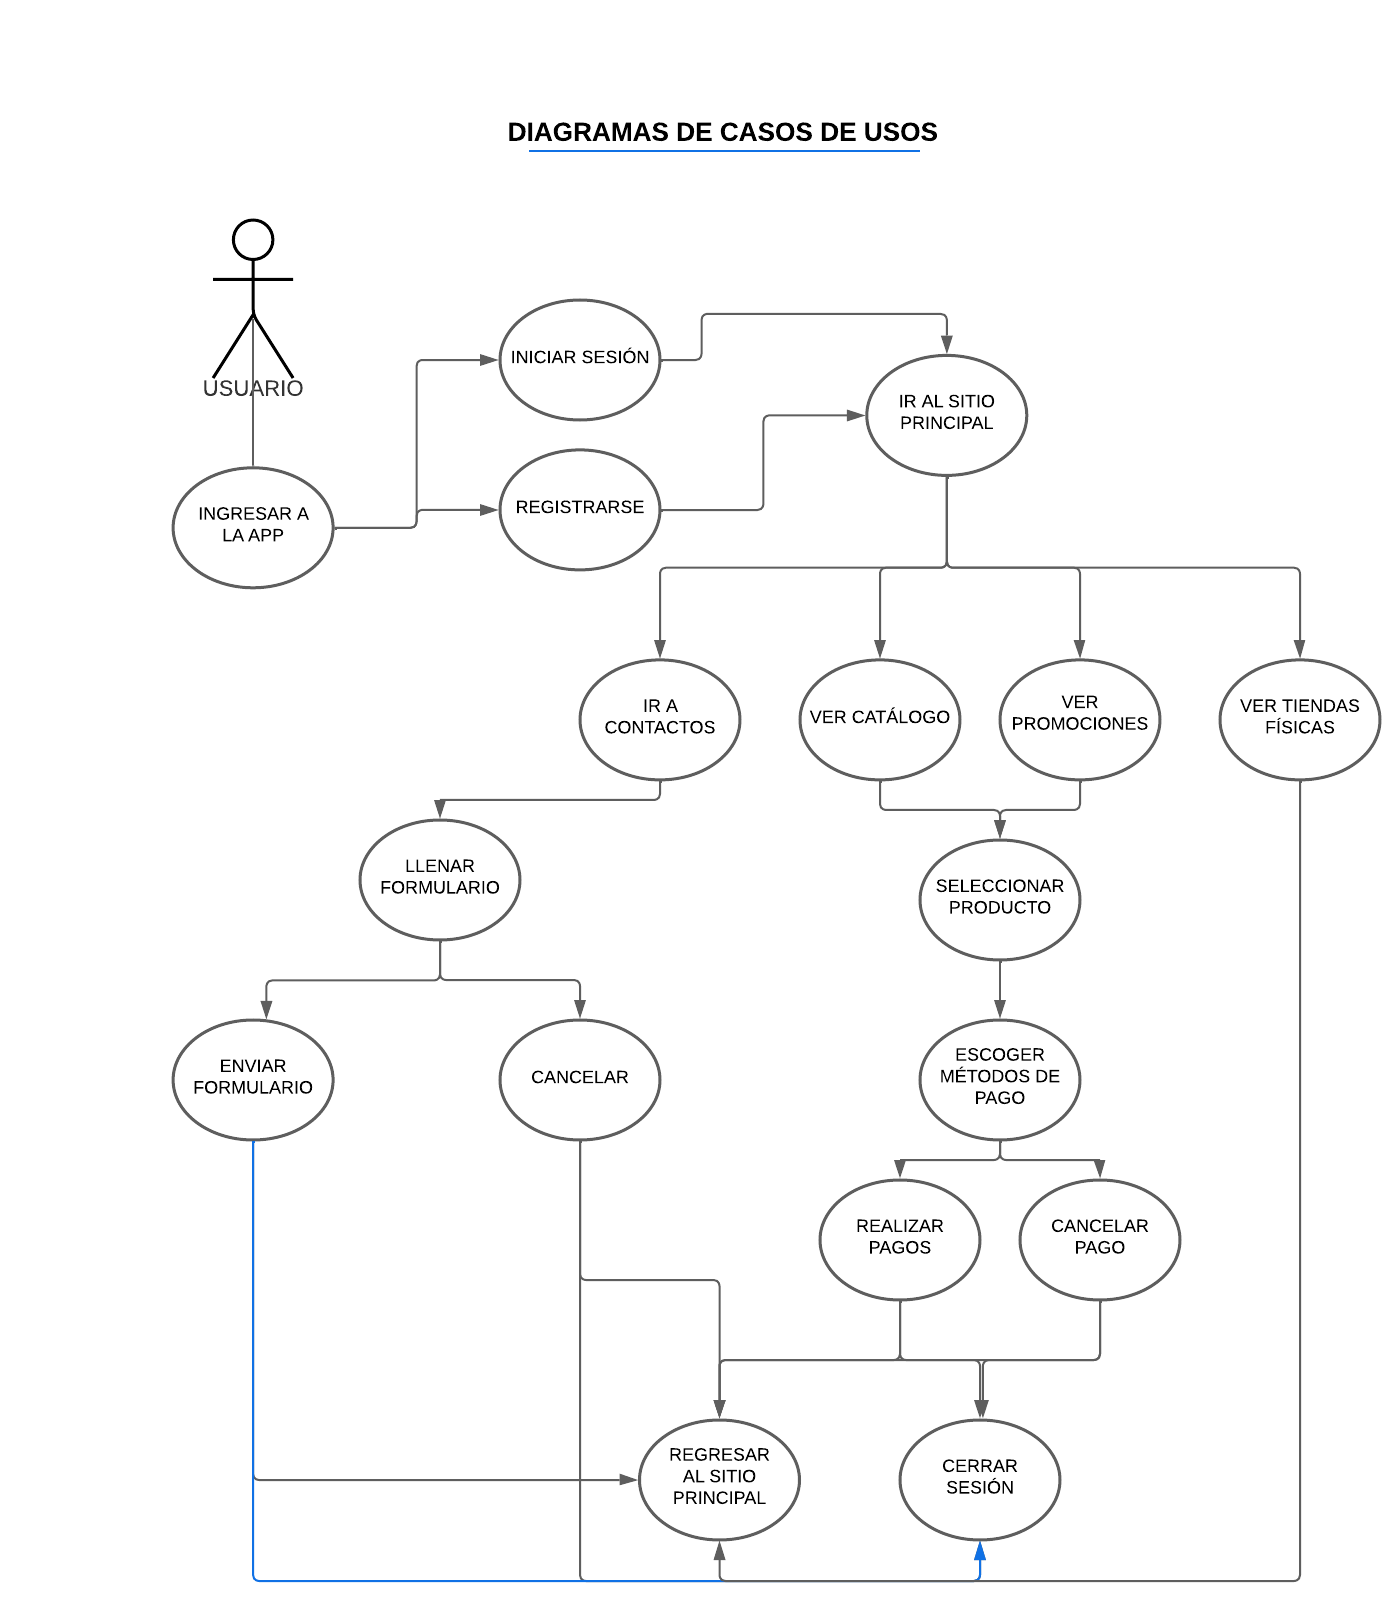 DIAGRAMAS DE CASOS DE USOS
USUARIO
INGRESAR A
LA APP
INICIAR SESIÓN
REGISTRARSE
IR AL SITIO
PRINCIPAL
IR A
CONTACTOS
VER CATÁLOGO
VER
PROMOCIONES
VER TIENDAS
FÍSICAS
LLENAR
FORMULARIO
SELECCIONAR
PRODUCTO
ENVIAR
FORMULARIO
CANCELAR
ESCOGER
MÉTODOS DE
PAGO
REALIZAR
PAGOS
CANCELAR
PAGO
REGRESAR
AL SITIO
PRINCIPAL
CERRAR
SESIÓN